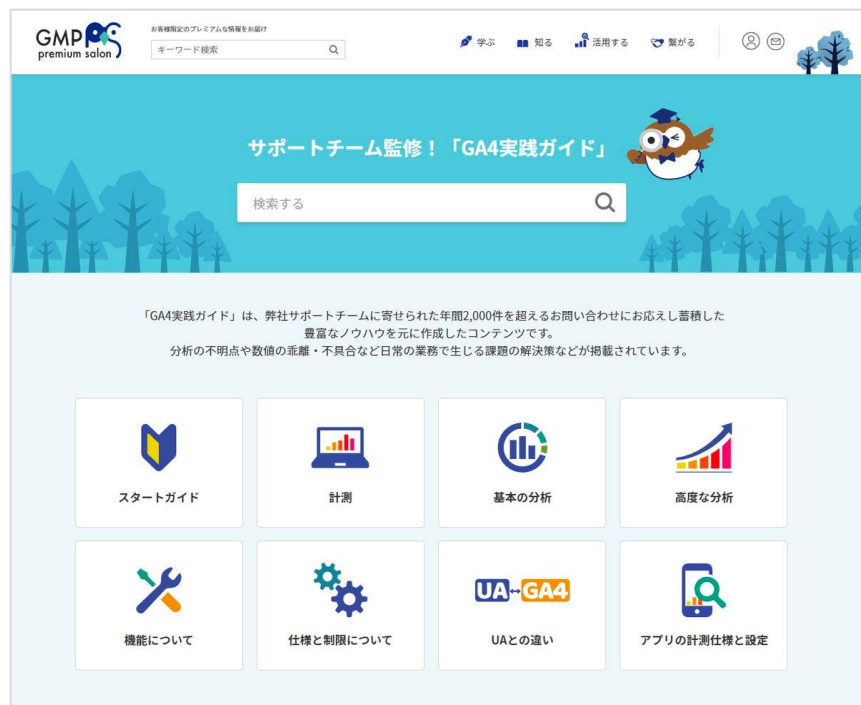 GMP PS
premium salon
お客様限定のプレミアムな情報をお届け
キーワード検索
学ぶ
知る
活用する
繋がる
サポートチーム監修！「GA4実践ガイド」
検索する
「GA4実践ガイド」は、弊社サポートチームに寄せられた年間2,000件を超えるお問い合わせにお応えし蓄積した
豊富なノウハウを元に作成したコンテンツです。
分析の不明点や数値の乖離・不具合など日常の業務で生じる課題の解決策などが掲載されています。
スタートガイド
計測
基本の分析
高度な分析
機能について
仕様と制限について
UA↔GA4
UAとの違い
アプリの計測仕様と設定